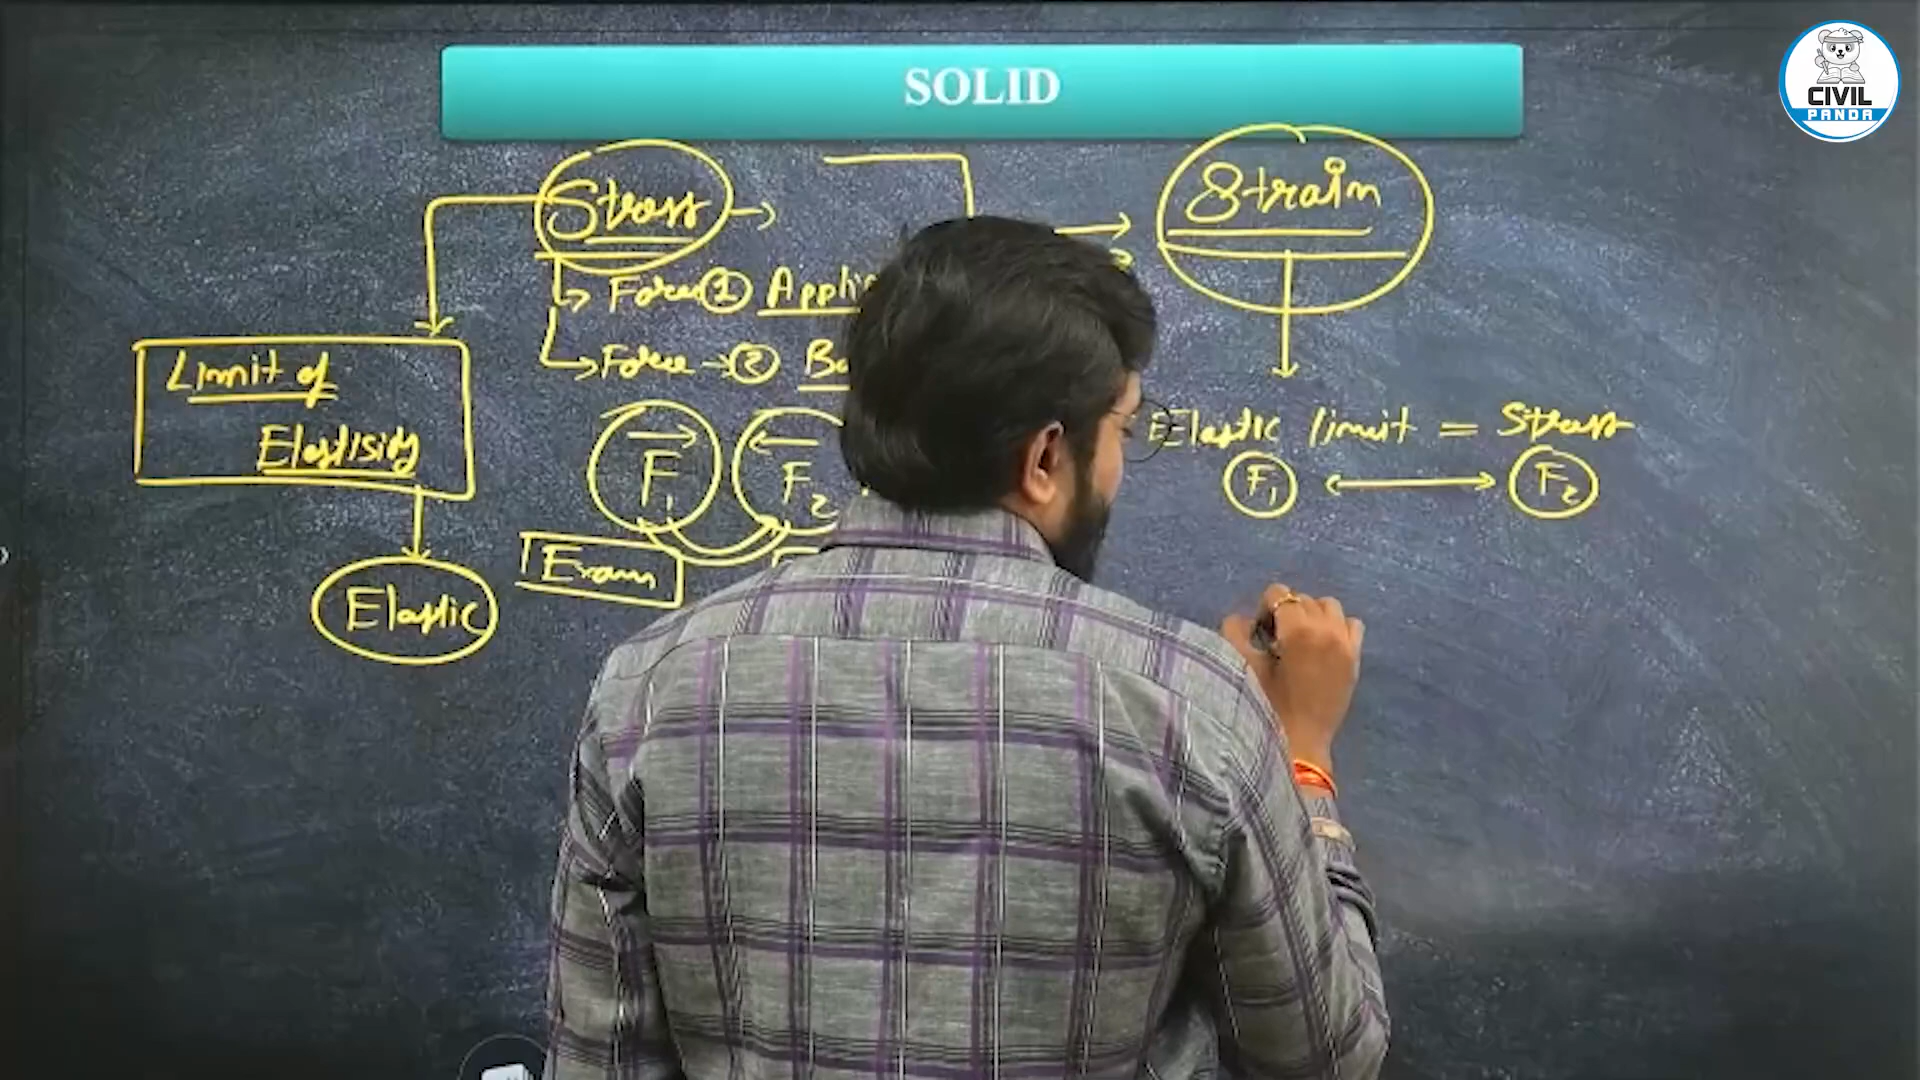 SOLID
CIVIL
PANDA
Stress
Strain
Force ① Appli
Limit of
Elastisity
Force → ② Bo
Elastic limit = Stress
F₁
F₂
F₁
F₂
Exam
Elastic